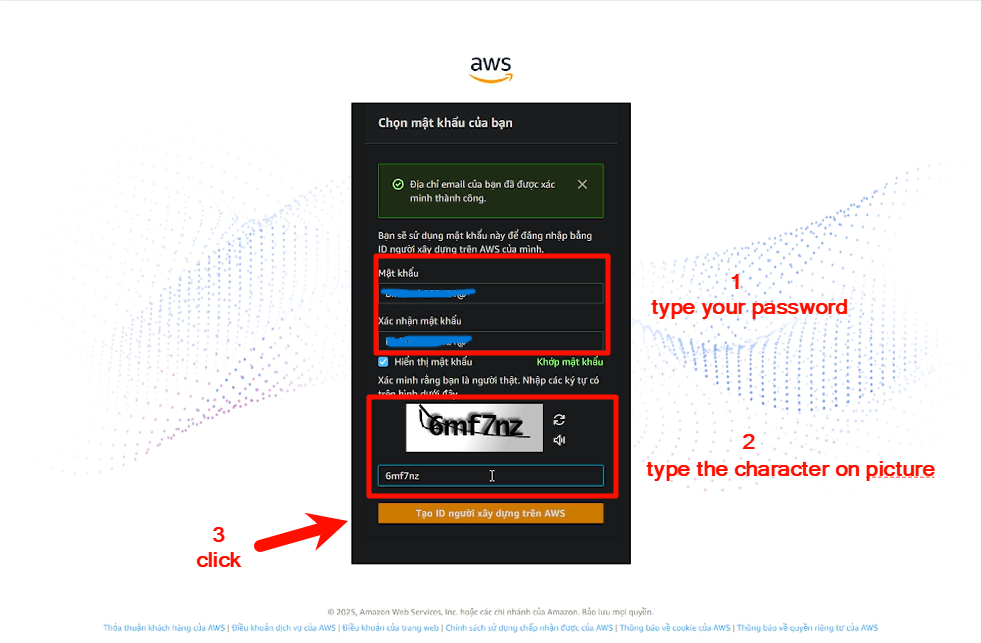 aws
Chọn mật khẩu của bạn
Địa chỉ email của bạn đã được xác
minh thành công.
Bạn sẽ sử dụng mật khẩu này để đăng nhập bằng
ID người xây dựng trên AWS của mình.
Mật khẩu
1
type your password
Xác nhận mật khẩu
Hiển thị mật khẩu
Khớp mật khẩu
Xác minh rằng bạn là người thật. Nhập các ký tự có
trên hình dưới đây
6mf7nz
2
type the character on picture
6mf7nz
Tạo ID người xây dựng trên AWS
3
click
© 2025, Amazon Web Services, Inc. hoặc các chi nhánh của Amazon. Bảo lưu mọi quyền.
Thỏa thuận khách hàng của AWS | Điều khoản dịch vụ của AWS | Điều khoản của trang web | Chính sách sử dụng chấp nhận được của AWS | Thông báo về cookie của AWS | Thông báo về quyền riêng tư của AWS